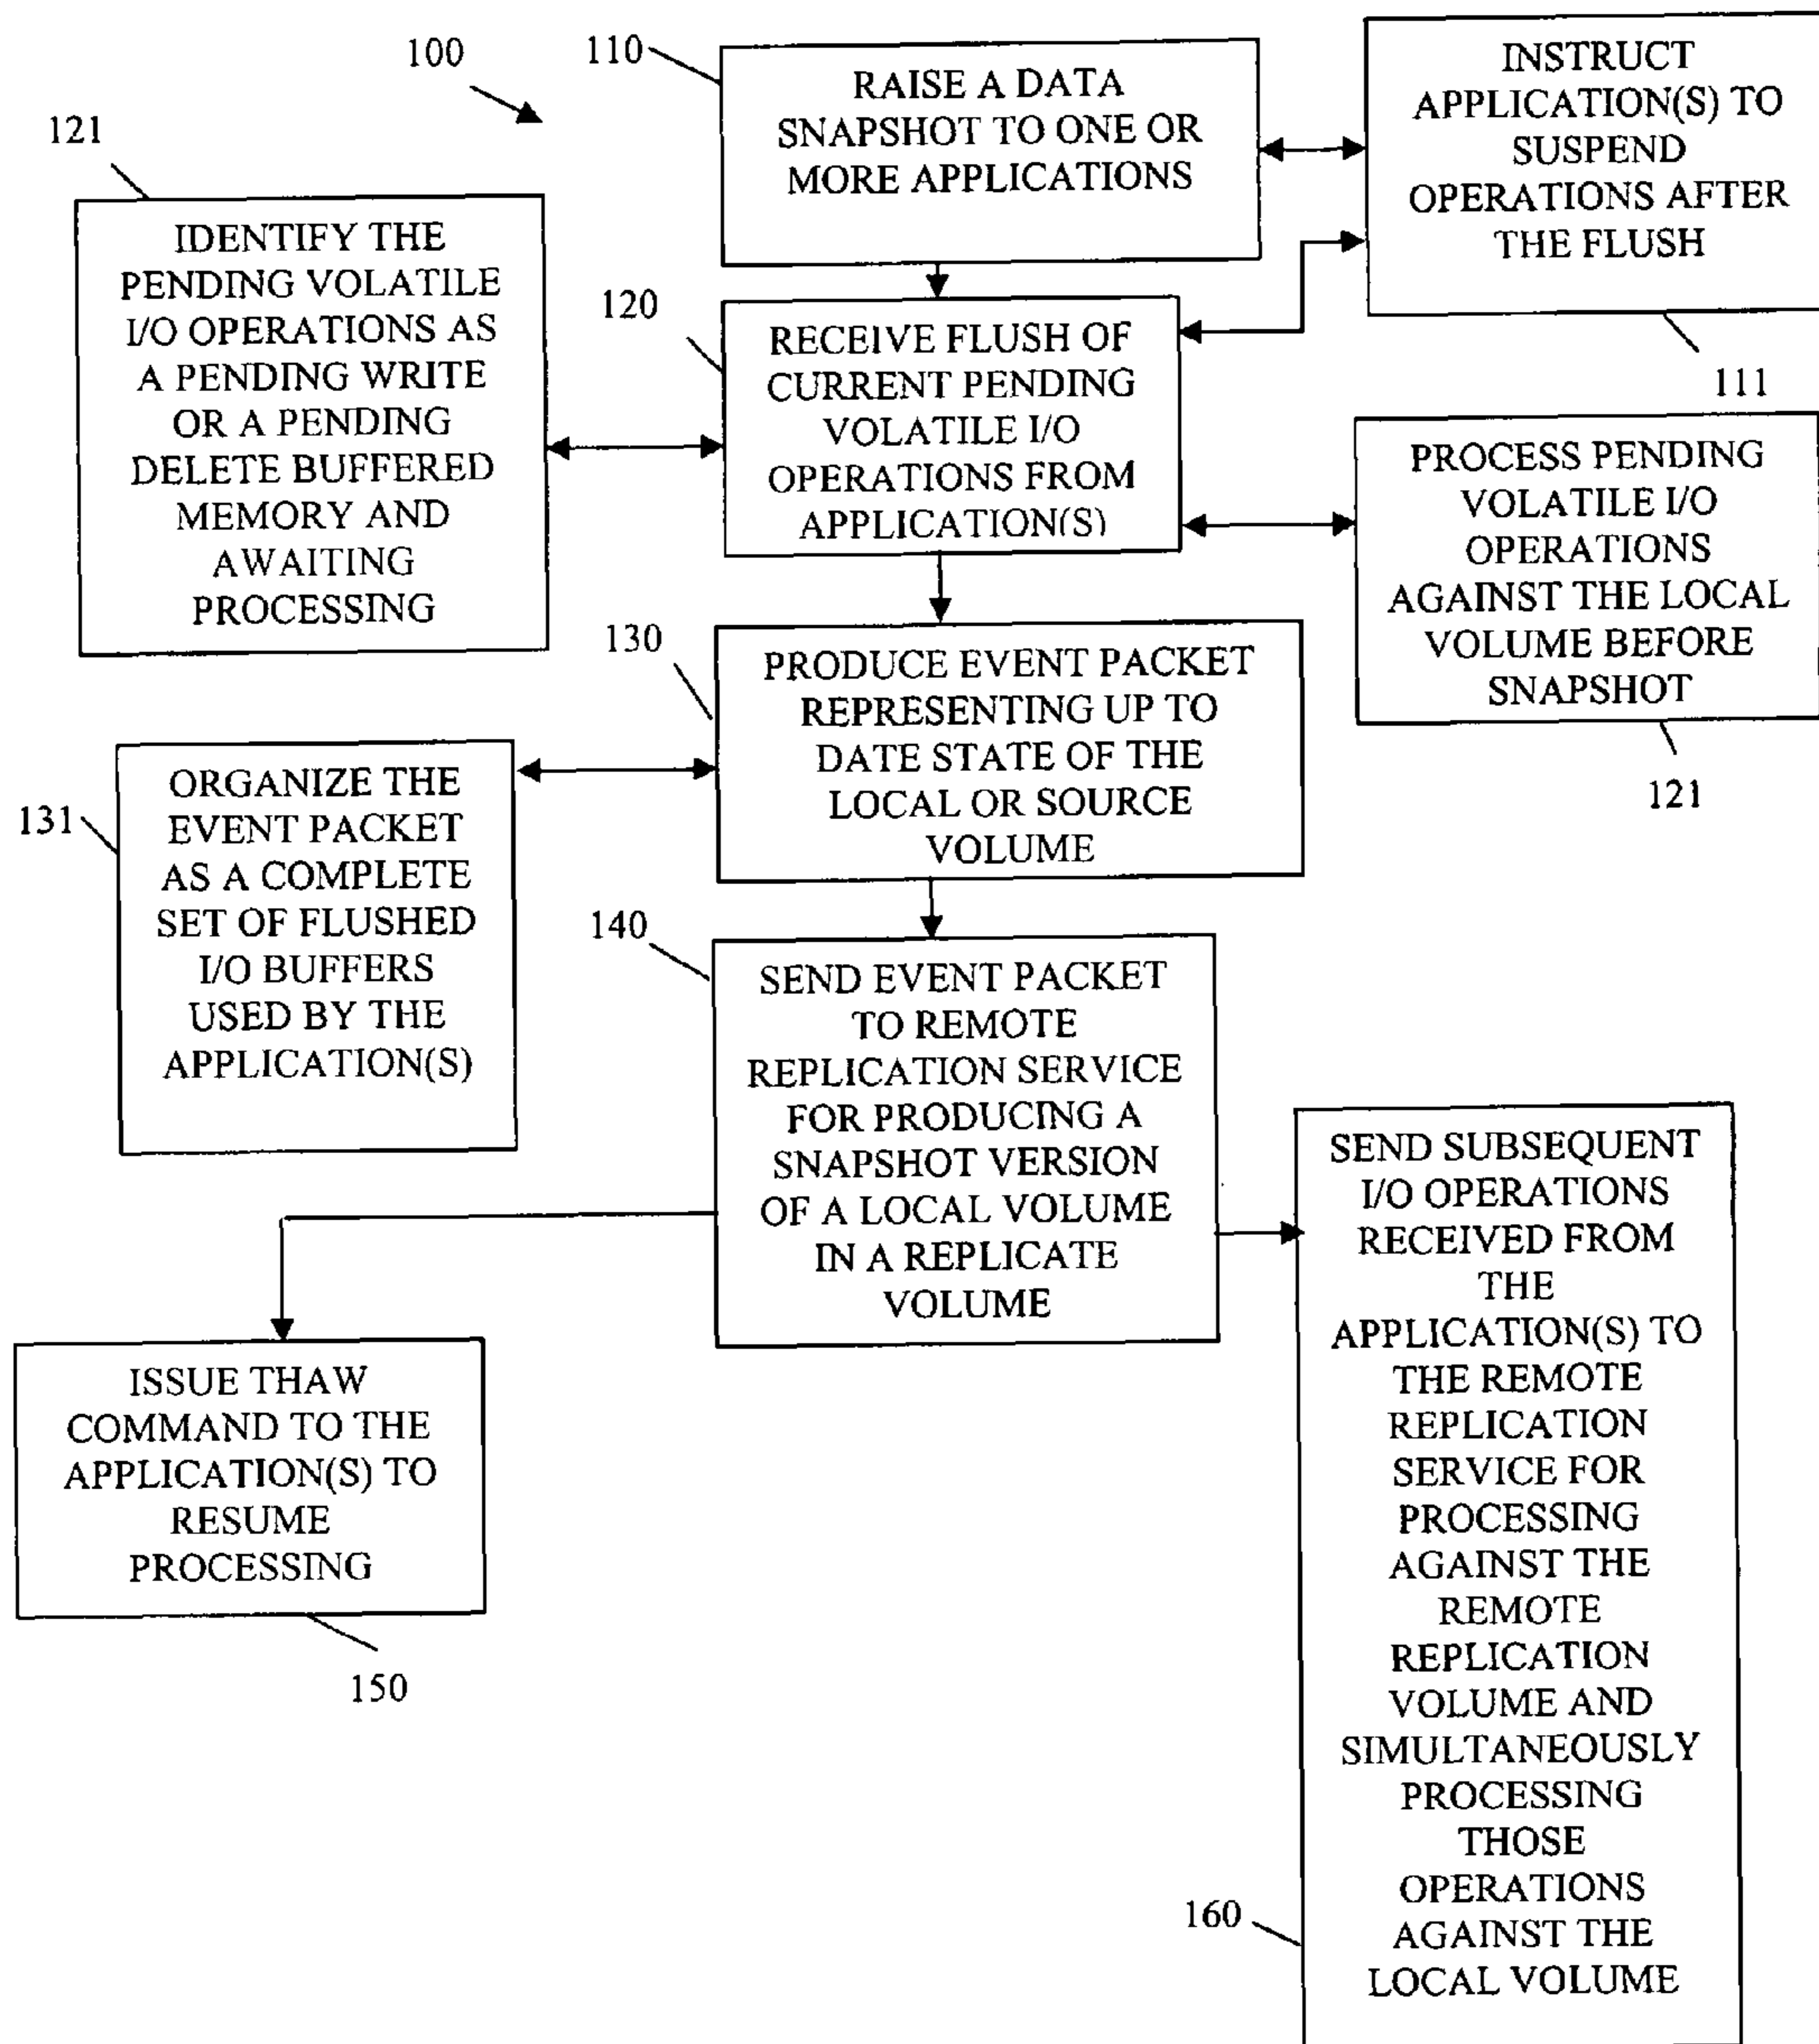 100
110
RAISE A DATA
SNAPSHOT TO ONE OR
MORE APPLICATIONS
INSTRUCT
APPLICATION(S) TO
SUSPEND
OPERATIONS AFTER
THE FLUSH
111
121
IDENTIFY THE
PENDING VOLATILE
I/O OPERATIONS AS
A PENDING WRITE
OR A PENDING
DELETE BUFFERED
MEMORY AND
AWAITING
PROCESSING
120
RECEIVE FLUSH OF
CURRENT PENDING
VOLATILE I/O
OPERATIONS FROM
APPLICATION(S)
PROCESS PENDING
VOLATILE I/O
OPERATIONS
AGAINST THE LOCAL
VOLUME BEFORE
SNAPSHOT
121
130
PRODUCE EVENT PACKET
REPRESENTING UP TO
DATE STATE OF THE
LOCAL OR SOURCE
VOLUME
131
ORGANIZE THE
EVENT PACKET
AS A COMPLETE
SET OF FLUSHED
I/O BUFFERS
USED BY THE
APPLICATION(S)
140
SEND EVENT PACKET
TO REMOTE
REPLICATION SERVICE
FOR PRODUCING A
SNAPSHOT VERSION
OF A LOCAL VOLUME
IN A REPLICATE
VOLUME
ISSUE THAW
COMMAND TO THE
APPLICATION(S) TO
RESUME
PROCESSING
150
SEND SUBSEQUENT
I/O OPERATIONS
RECEIVED FROM
THE
APPLICATION(S) TO
THE REMOTE
REPLICATION
SERVICE FOR
PROCESSING
AGAINST THE
REMOTE
REPLICATION
VOLUME AND
SIMULTANEOUSLY
PROCESSING
THOSE
OPERATIONS
AGAINST THE
LOCAL VOLUME
160